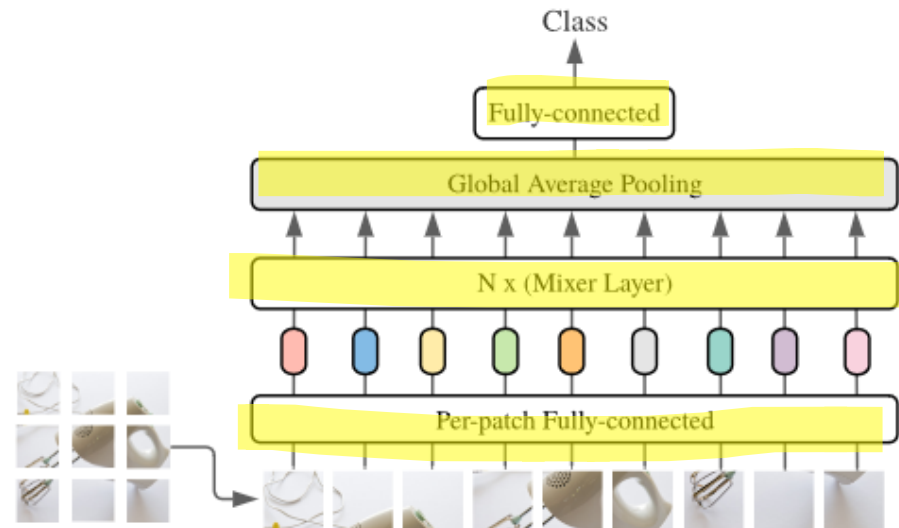 Class
Fully-connected
Global Average Pooling
N x (Mixer Layer)
Per-patch Fully-connected